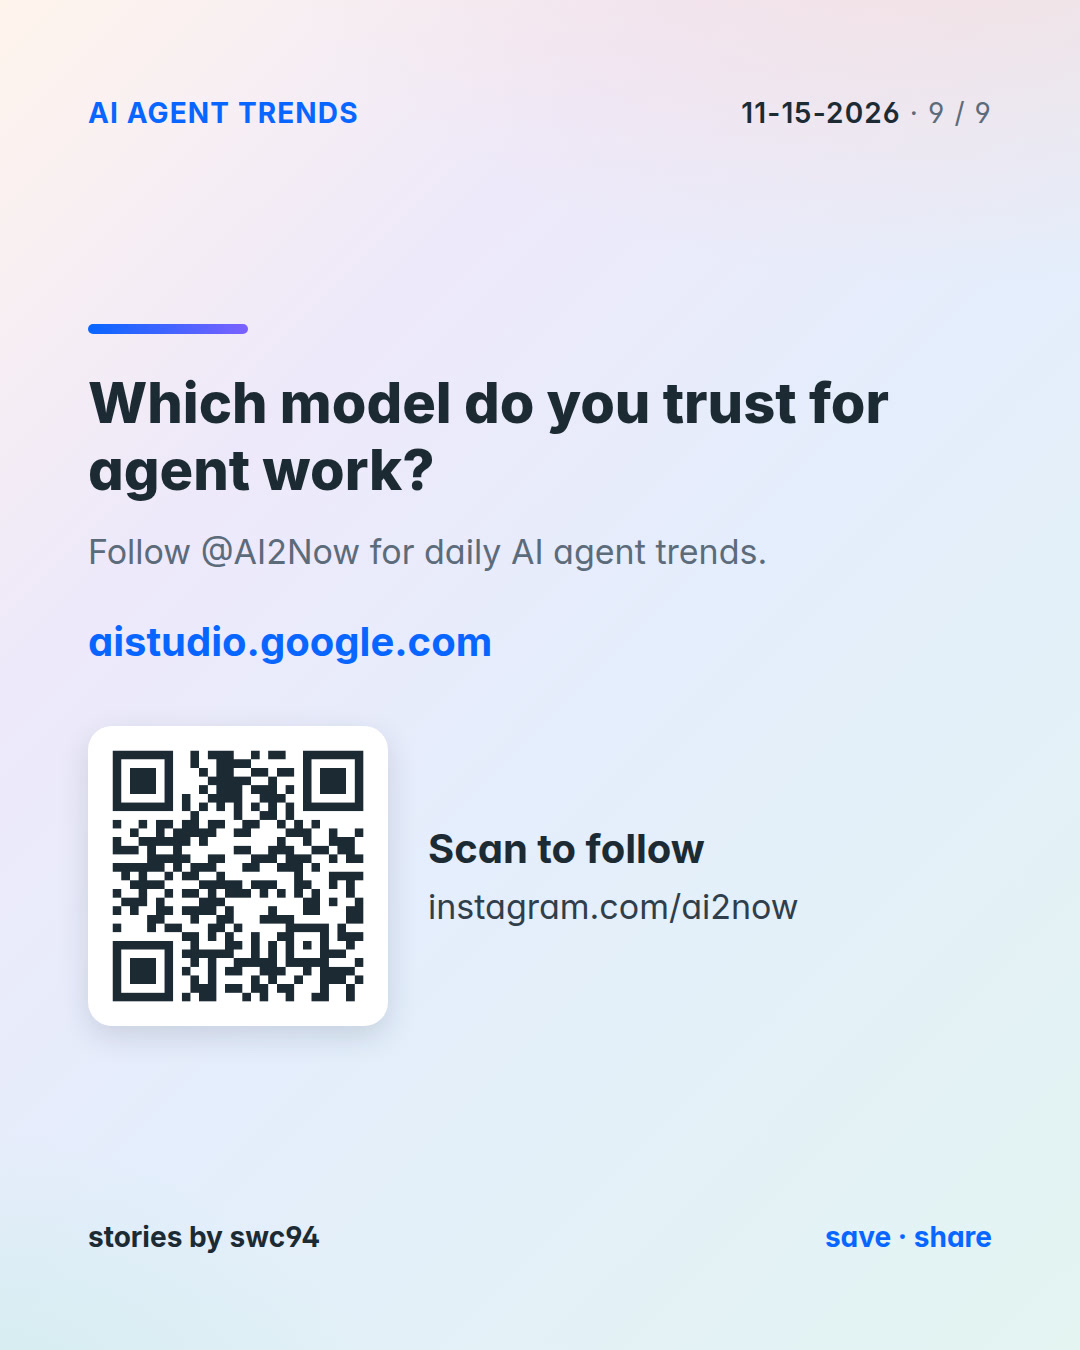 AI AGENT TRENDS
11-15-2026 · 9 / 9
Which model do you trust for
agent work?
Follow @AI2Now for daily AI agent trends.
aistudio.google.com
Scan to follow
instagram.com/ai2now
stories by swc94
save · share